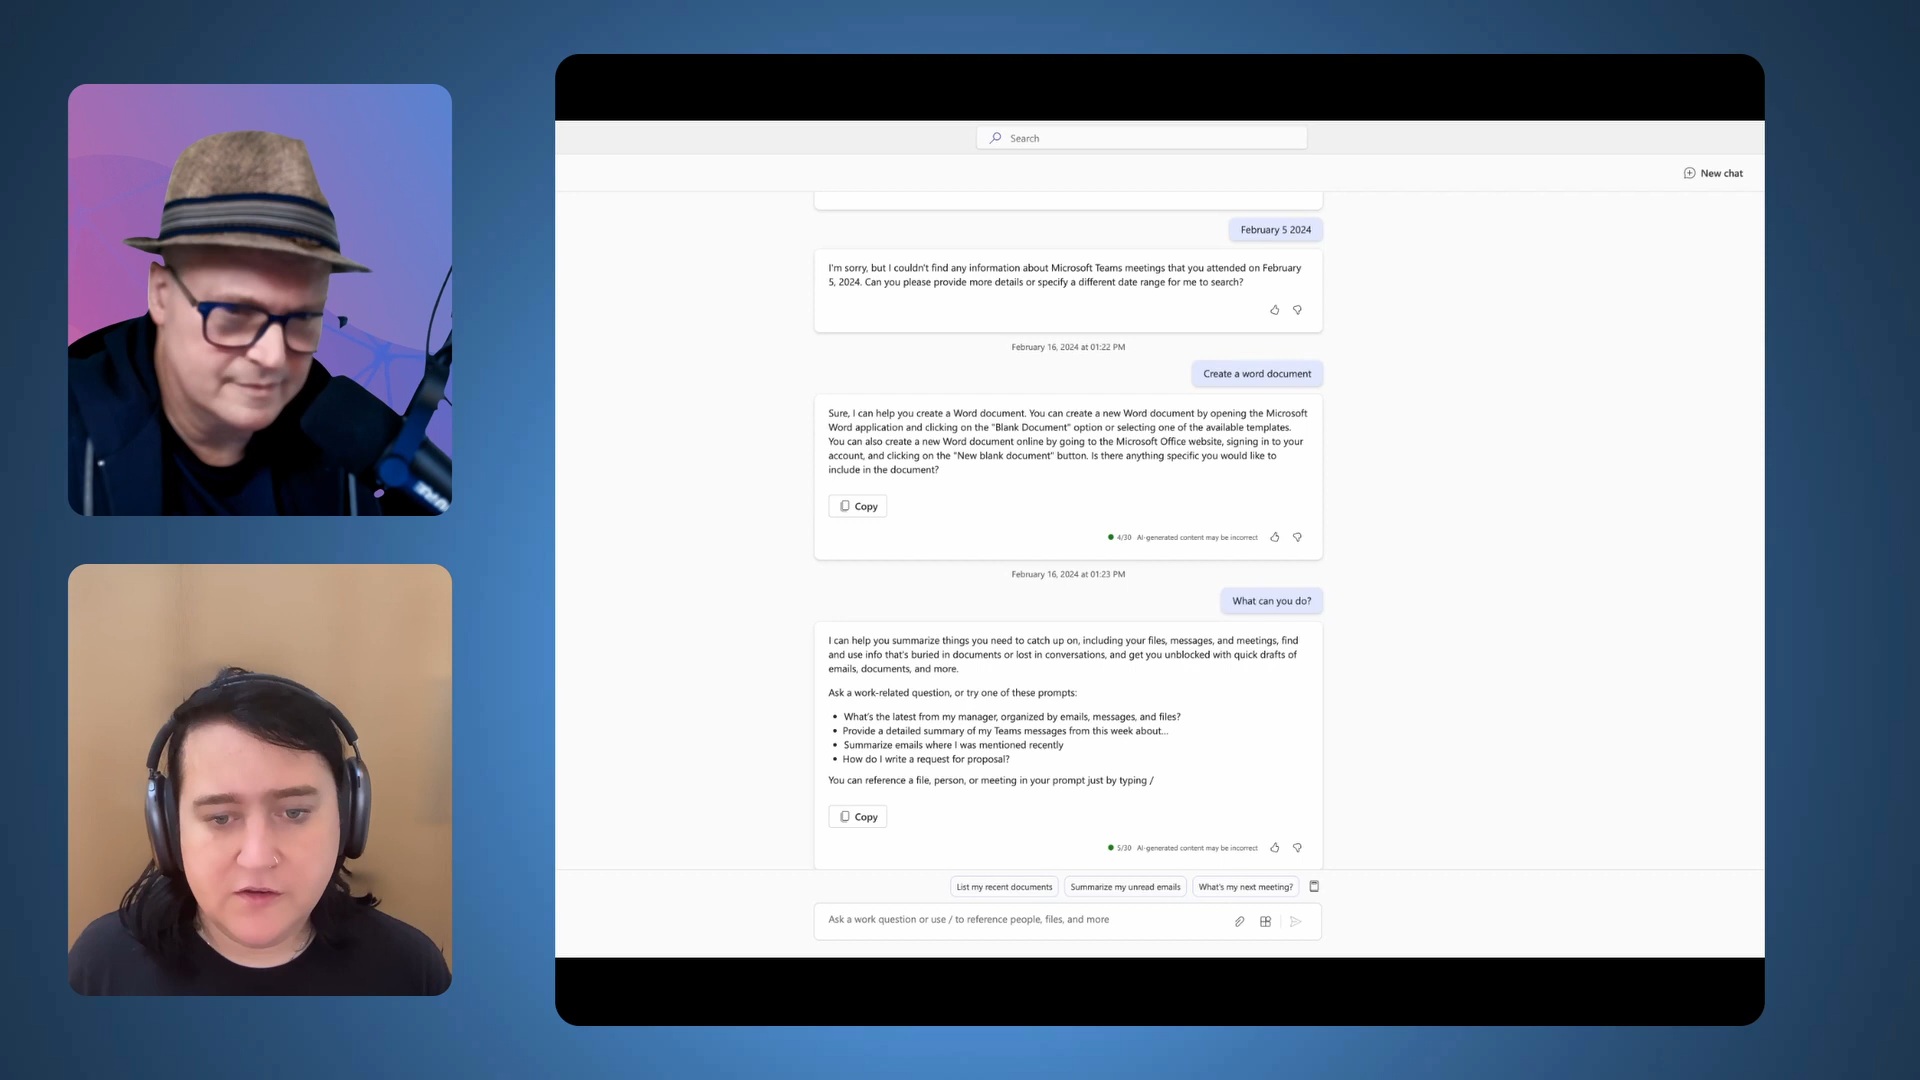 Search
New chat
February 5 2024
I'm sorry, but I couldn't find any information about Microsoft Teams meetings that you attended on February
5, 2024. Can you please provide more details or specify a different date range for me to search?
February 16, 2024 at 01:22 PM
Create a word document
Sure, I can help you create a Word document. You can create a new Word document by opening the Microsoft
Word application and clicking on the "Blank Document" option or selecting one of the available templates.
You can also create a new Word document online by going to the Microsoft Office website, signing in to your
account, and clicking on the "New blank document" button. Is there anything specific you would like to
include in the document?
Copy
4/30 AI-generated content may be incorrect
February 16, 2024 at 01:23 PM
What can you do?
I can help you summarize things you need to catch up on, including your files, messages, and meetings, find
and use info that's buried in documents or lost in conversations, and get you unblocked with quick drafts of
emails, documents, and more.
Ask a work-related question, or try one of these prompts:
• What's the latest from my manager, organized by emails, messages, and files?
• Provide a detailed summary of my Teams messages from this week about...
• Summarize emails where I was mentioned recently
• How do I write a request for proposal?
You can reference a file, person, or meeting in your prompt just by typing /
Copy
5/30 AI-generated content may be incorrect
List my recent documents
Summarize my unread emails
What's my next meeting?
Ask a work question or use / to reference people, files, and more